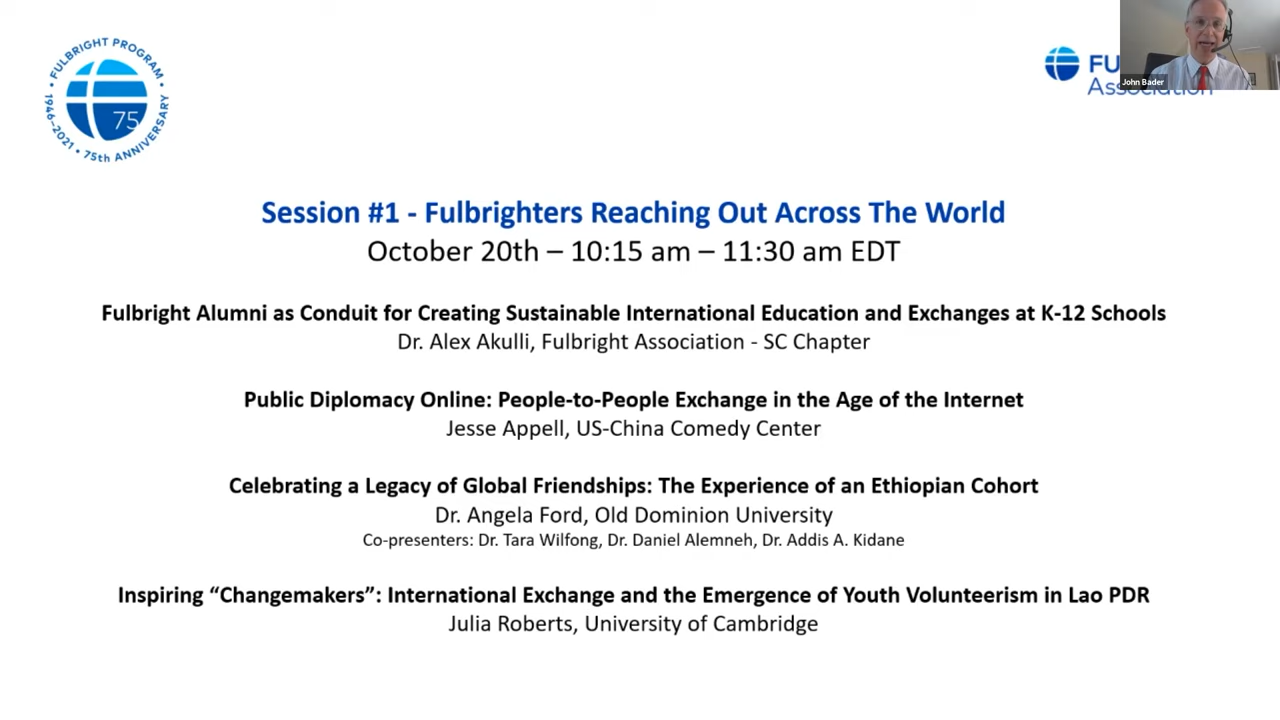 FULBRIGHT PROGRAM
1946–2021 • 75th ANNIVERSARY
75
FU
Association
John Bader
Session #1 - Fulbrighters Reaching Out Across The World
October 20th – 10:15 am – 11:30 am EDT
Fulbright Alumni as Conduit for Creating Sustainable International Education and Exchanges at K-12 Schools
Dr. Alex Akulli, Fulbright Association - SC Chapter
Public Diplomacy Online: People-to-People Exchange in the Age of the Internet
Jesse Appell, US-China Comedy Center
Celebrating a Legacy of Global Friendships: The Experience of an Ethiopian Cohort
Dr. Angela Ford, Old Dominion University
Co-presenters: Dr. Tara Wilfong, Dr. Daniel Alemneh, Dr. Addis A. Kidane
Inspiring “Changemakers”: International Exchange and the Emergence of Youth Volunteerism in Lao PDR
Julia Roberts, University of Cambridge